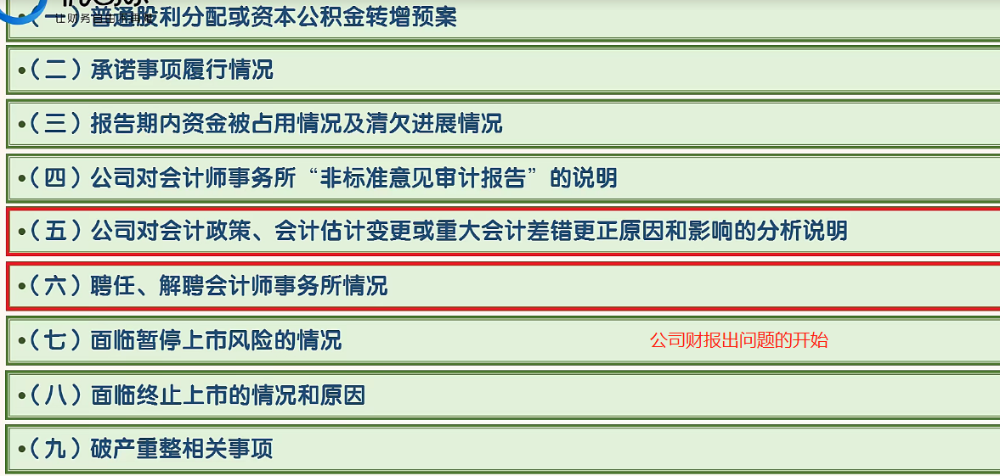 •（一）普通股利分配或资本公积金转增预案
•（二）承诺事项履行情况
•（三）报告期内资金被占用情况及清欠进展情况
•（四）公司对会计师事务所“非标准意见审计报告”的说明
•（五）公司对会计政策、会计估计变更或重大会计差错更正原因和影响的分析说明
•（六）聘任、解聘会计师事务所情况
•（七）面临暂停上市风险的情况
公司财报出问题的开始
•（八）面临终止上市的情况和原因
•（九）破产重整相关事项